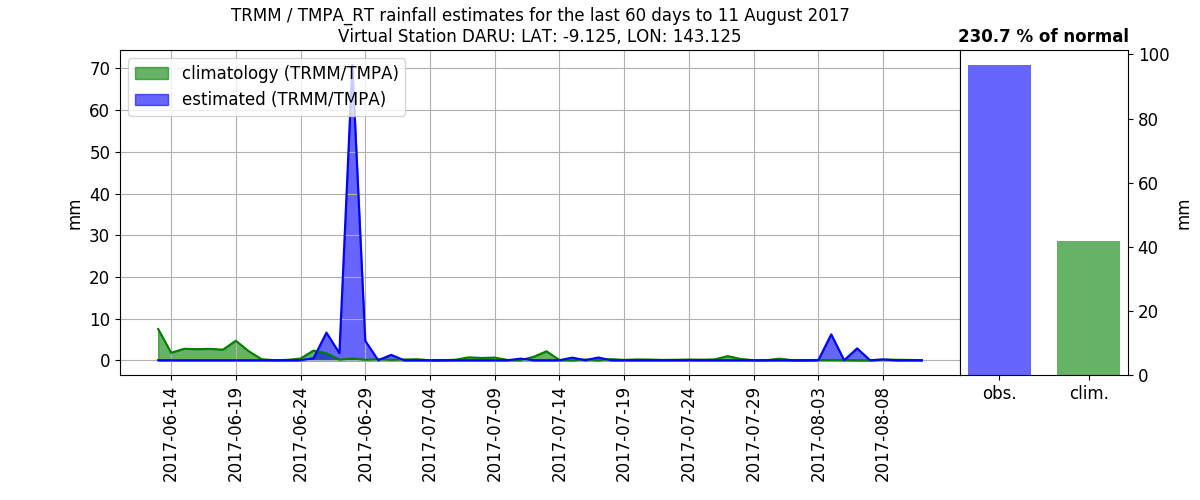 TRMM / TMPA_RT rainfall estimates for the last 60 days to 11 August 2017
Virtual Station DARU: LAT: -9.125, LON: 143.125
230.7 % of normal
climatology (TRMM/TMPA)
estimated (TRMM/TMPA)
mm
70
60
50
40
30
20
10
0
2017-06-14
2017-06-19
2017-06-24
2017-06-29
2017-07-04
2017-07-09
2017-07-14
2017-07-19
2017-07-24
2017-07-29
2017-08-03
2017-08-08
100
80
60
40
20
0
mm
obs.
clim.